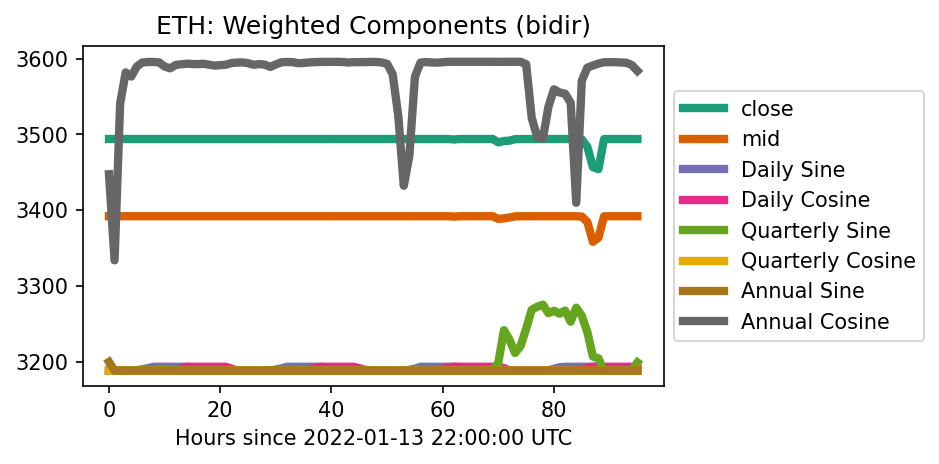 ETH: Weighted Components (bidir)
3600
3500
3400
3300
3200
0
20
40
60
80
Hours since 2022-01-13 22:00:00 UTC
close
mid
Daily Sine
Daily Cosine
Quarterly Sine
Quarterly Cosine
Annual Sine
Annual Cosine